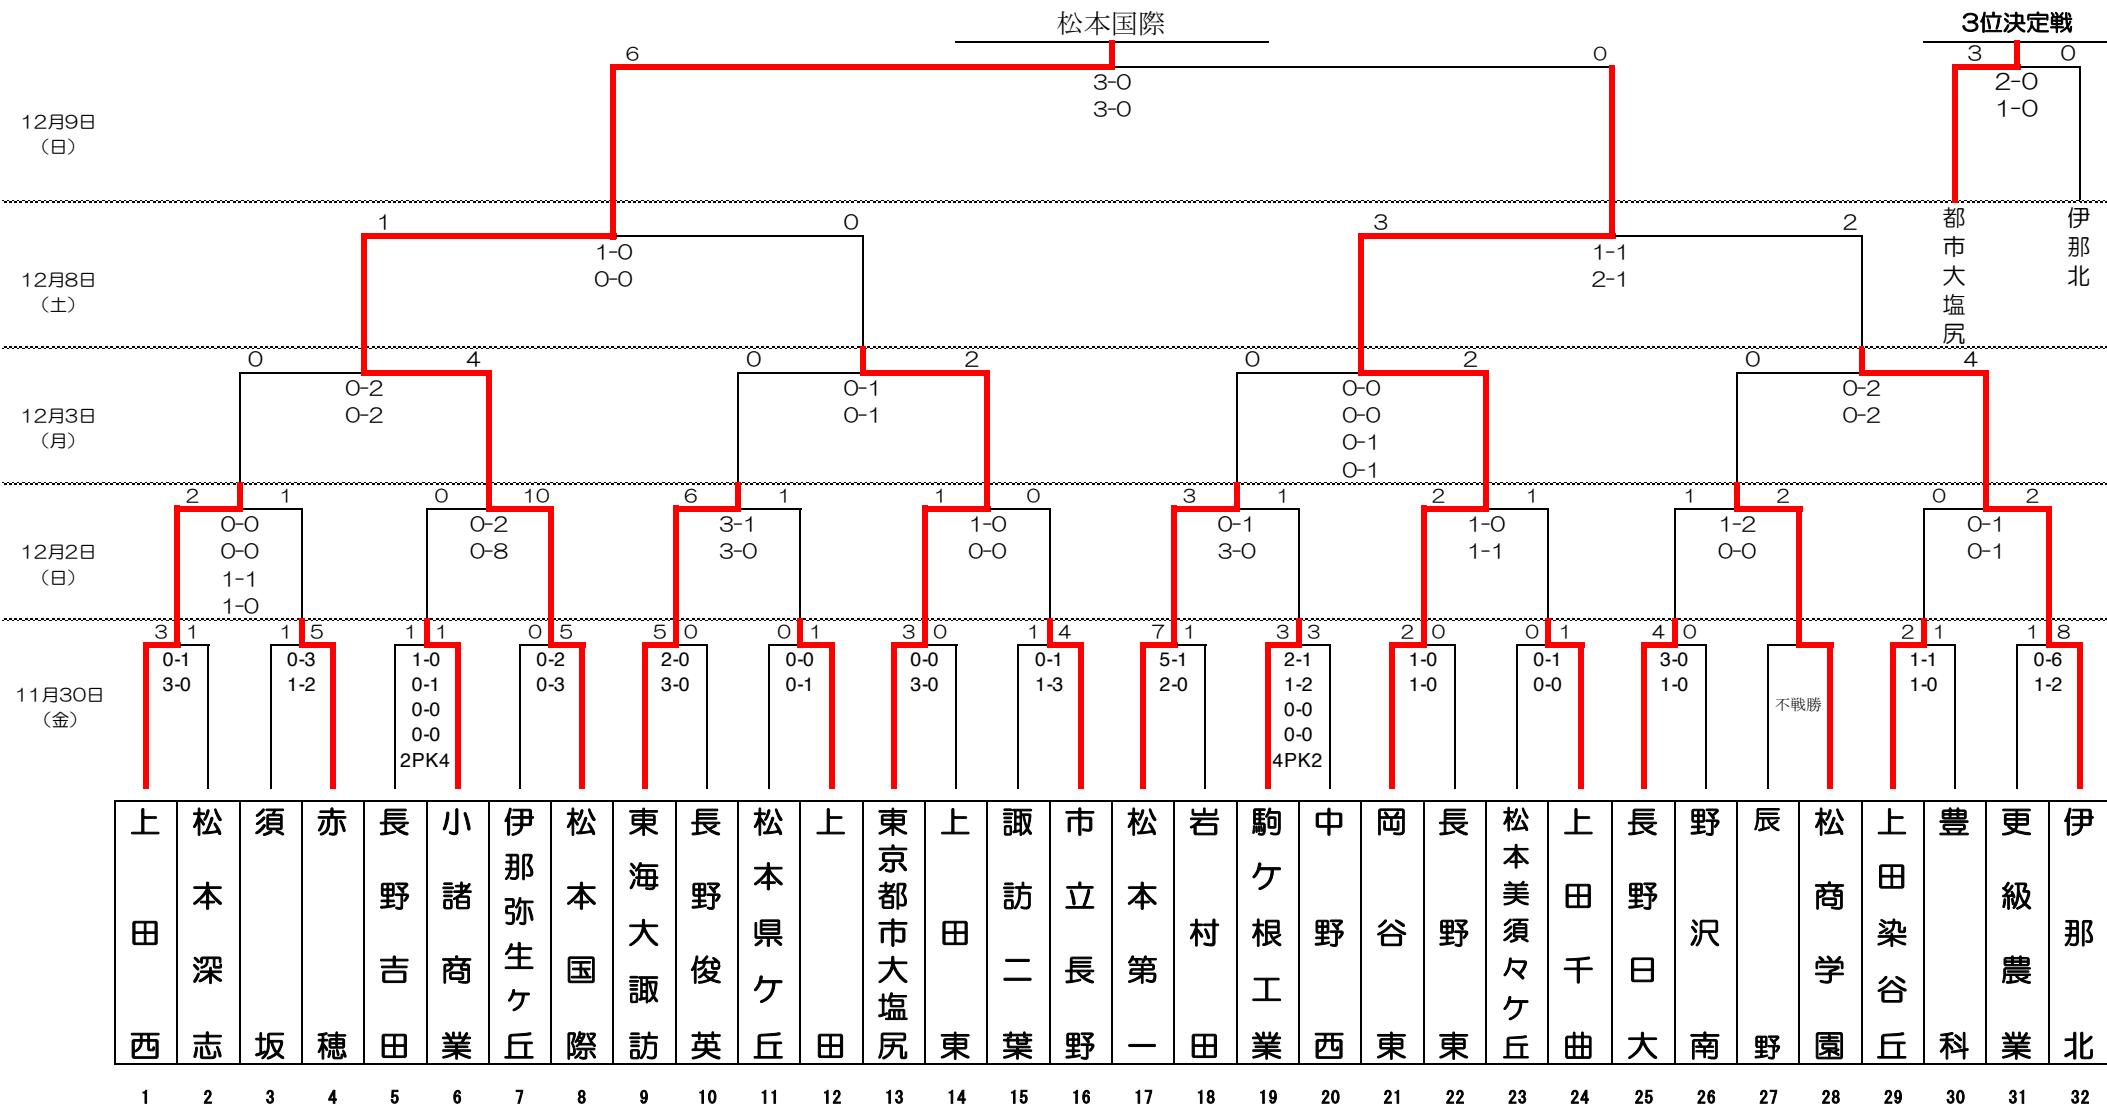 松本国際
3位決定戦
6
0
3
0
3-0
3-0
2-0
1-0
12月9日
（日）
都市大塩尻
伊那北
1
0
3
2
1-0
0-0
1-1
2-1
12月8日
（土）
0
4
0
2
0
2
0
4
0-2
0-2
0-1
0-1
0-0
0-0
0-1
0-1
0-2
0-2
12月3日
（月）
2
1
0
10
6
1
1
0
3
1
2
1
1
2
0
2
0-0
0-0
1-1
1-0
0-2
0-8
3-1
3-0
1-0
0-0
0-1
3-0
1-0
1-1
1-2
0-0
0-1
0-1
12月2日
（日）
3 1
1 5
1 1
0 5
5 0
0 1
3 0
1 4
7 1
3 3
2 0
0 1
4 0
2 1
1 8
0-1
3-0
0-3
1-2
1-0
0-1
0-0
0-0
2PK4
0-2
0-3
2-0
3-0
0-0
0-1
0-0
3-0
0-1
1-3
5-1
2-0
2-1
1-2
0-0
0-0
4PK2
1-0
1-0
0-1
0-0
3-0
1-0
不戦勝
1-1
1-0
0-6
1-2
11月30日
（金）
上田西
松本深志
須坂
赤穂
長野吉田
小諸商業
伊那弥生ケ丘
松本国際
東海大諏訪
長野俊英
松本県ケ丘
上田
東京都市大塩尻
上田東
諏訪二葉
市立長野
松本第一
岩村田
駒ケ根工業
中野西
岡谷東
長野東
松本美須々ケ丘
上田千曲
長野日大
野沢南
辰野
松商学園
上田染谷丘
豊科
更級農業
伊那北
1 2 3 4 5 6 7 8 9 10 11 12 13 14 15 16 17 18 19 20 21 22 23 24 25 26 27 28 29 30 31 32